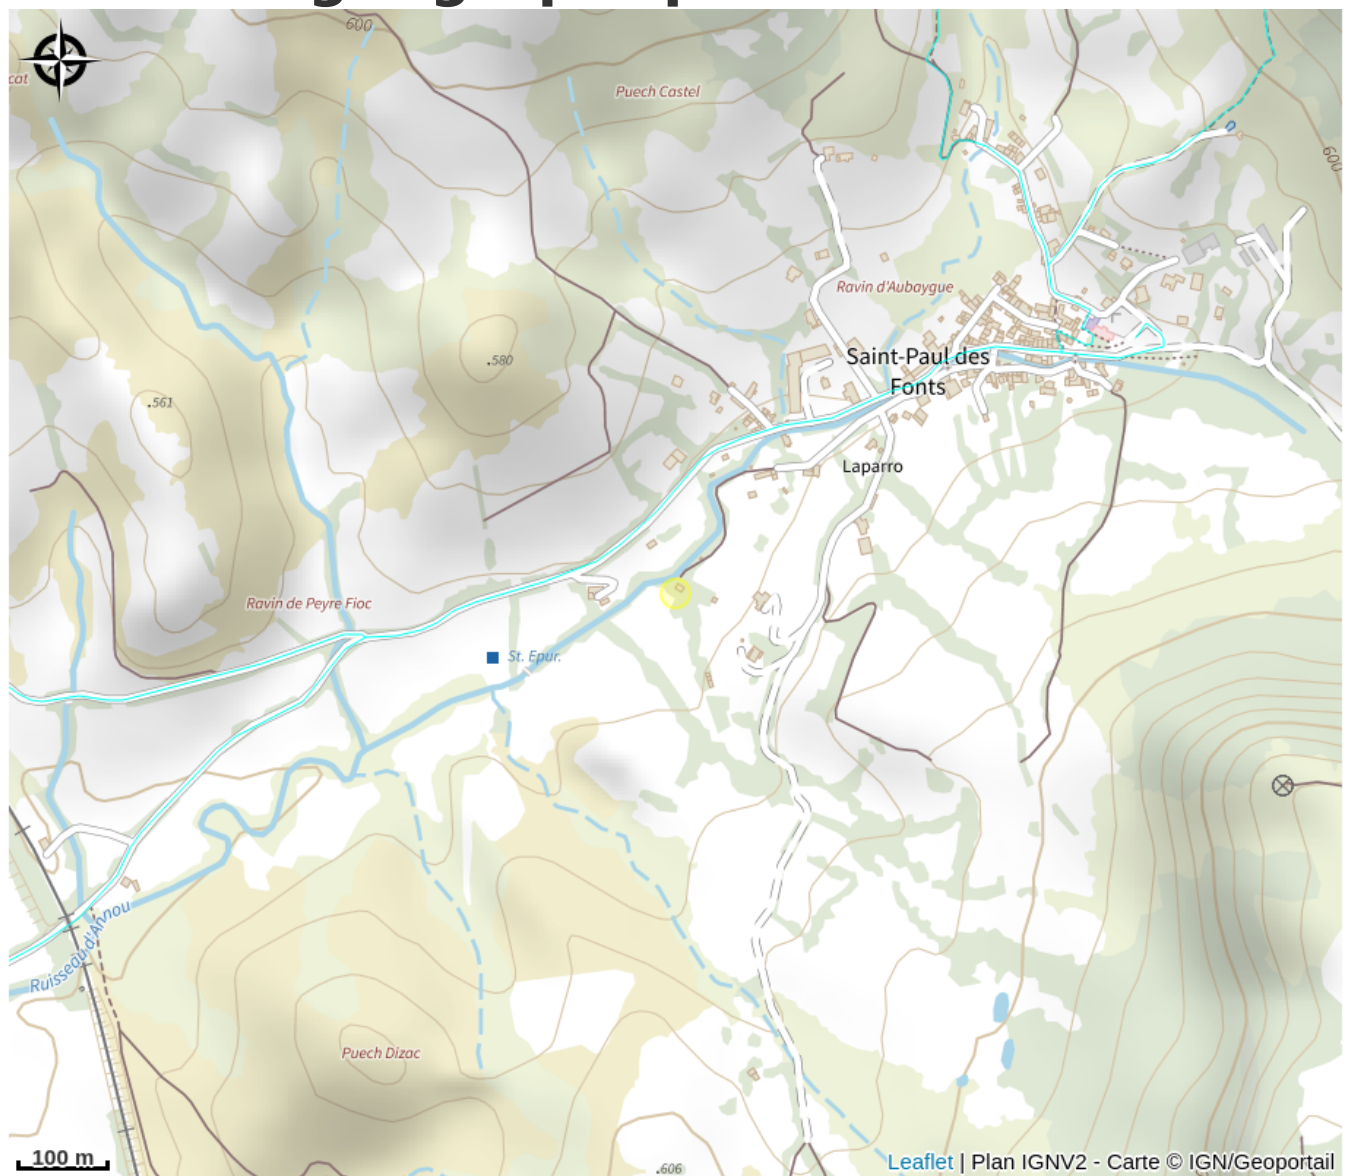 600
cat
Puech Castel
600
Ravin d'Aubaygue
.580
Saint-Paul des
Fonts
.561
Laparro
Ravin de Peyre Fioc
St. Epur.
Ruisseau d'Annou
Puech Dizac
100 m
.606
Leaflet | Plan IGNV2 - Carte © IGN/Geoportail